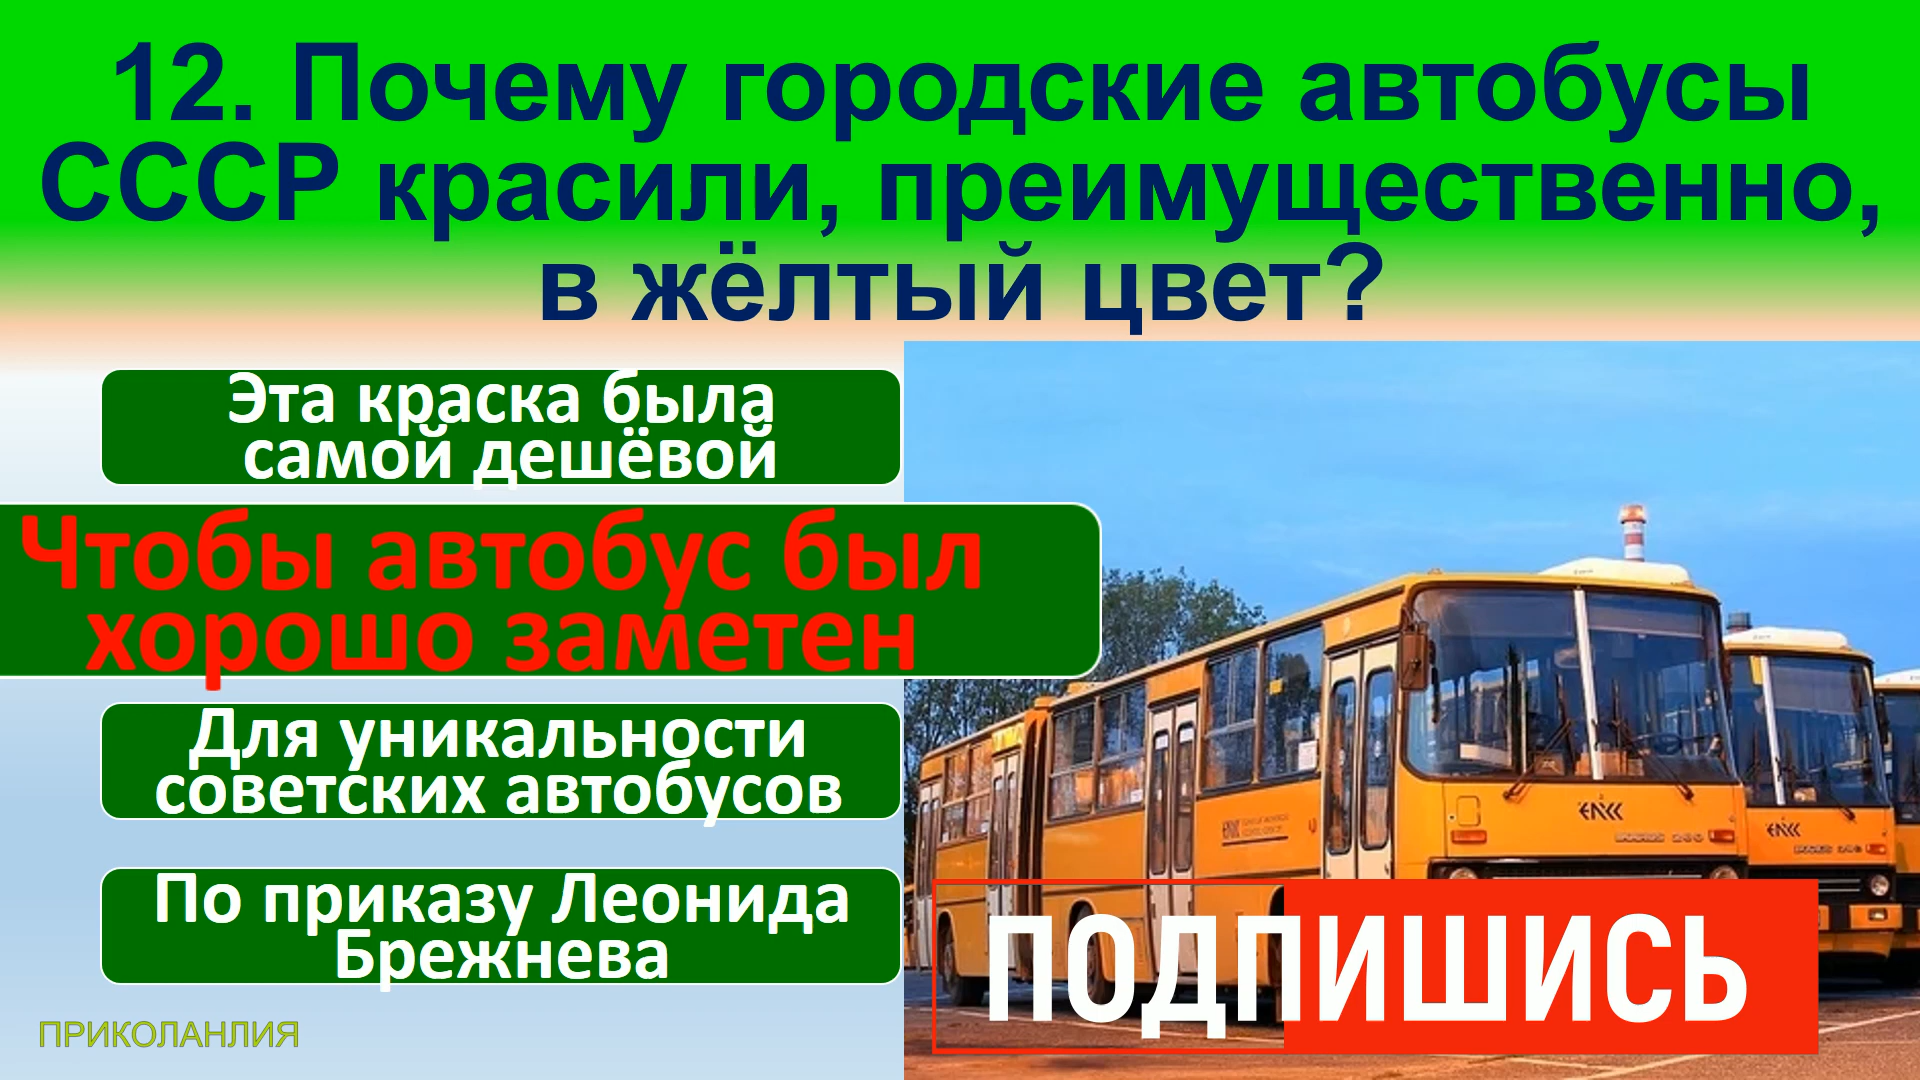 12. Почему городские автобусы
СССР красили, преимущественно,
в жёлтый цвет?
Эта краска была
самой дешёвой
Чтобы автобус был
хорошо заметен
Для уникальности
советских автобусов
По приказу Леонида
Брежнева
ПОДПИШИСЬ
ПРИКОЛАНЛИЯ